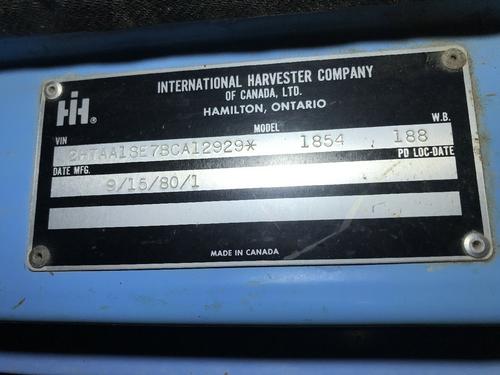 INTERNATIONAL HARVESTER COMPANY
OF CANADA, LTD.
HAMILTON, ONTARIO
IH ®
VIN MODEL W.B.
1854 188
DATE MFG. PD LOC-DATE
9/15/80/1
MADE IN CANADA